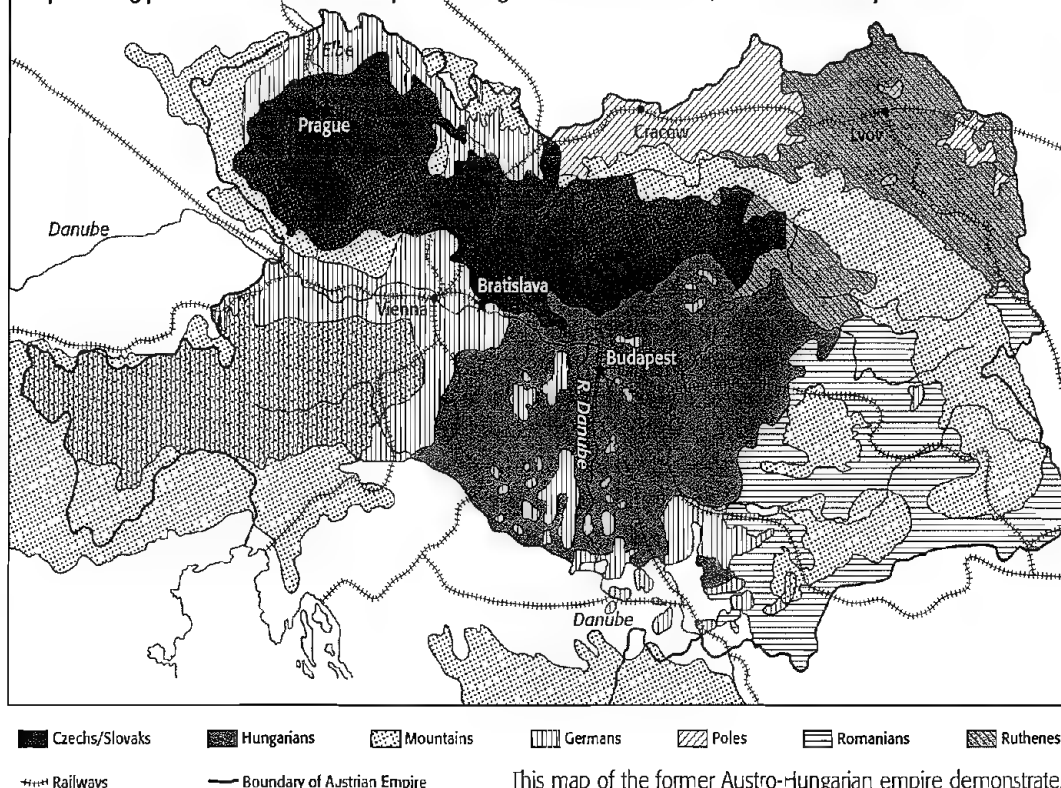 Elbe
Prague
Cracow
Lvov
Danube
Bratislava
Vienna
Budapest
R. Danube
Danube
Czechs/Slovaks Hungarians Mountains Germans Poles Romanians Ruthenes
Railways Boundary of Austrian Empire This map of the former Austro-Hungarian empire demonstrate